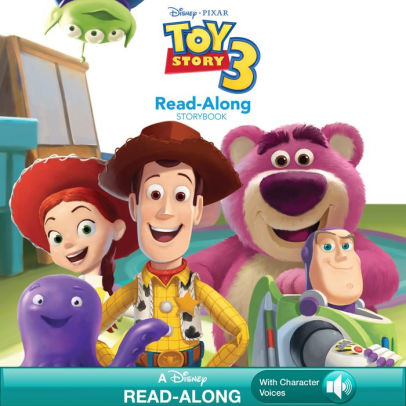 Disney · PIXAR
TOY
STORY 3
Read-Along
STORYBOOK
A Disney
READ-ALONG
With Character
Voices